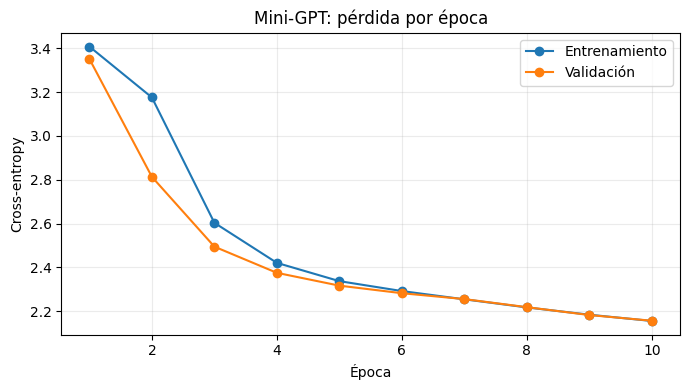 Mini-GPT: pérdida por época
Entrenamiento
Validación
Cross-entropy
3.4
3.2
3.0
2.8
2.6
2.4
2.2
2 4 6 8 10
Época